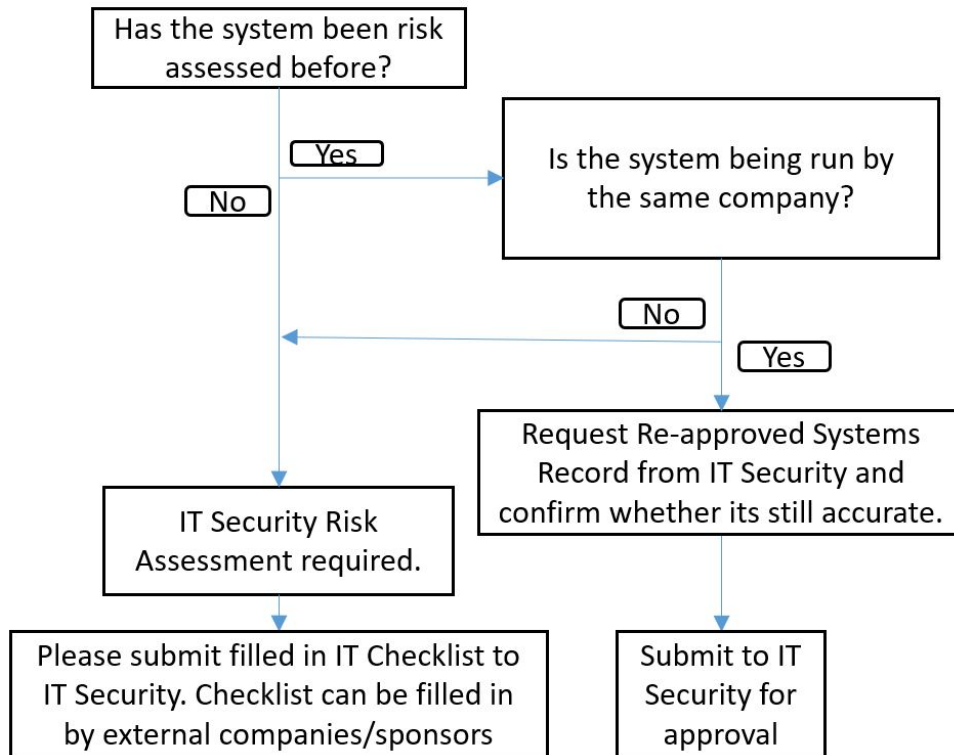 Has the system been risk
assessed before?
Yes
Is the system being run by
the same company?
No
No
Yes
Request Re-approved Systems
Record from IT Security and
confirm whether its still accurate.
IT Security Risk
Assessment required.
Please submit filled in IT Checklist to
IT Security. Checklist can be filled in
by external companies/sponsors
Submit to IT
Security for
approval